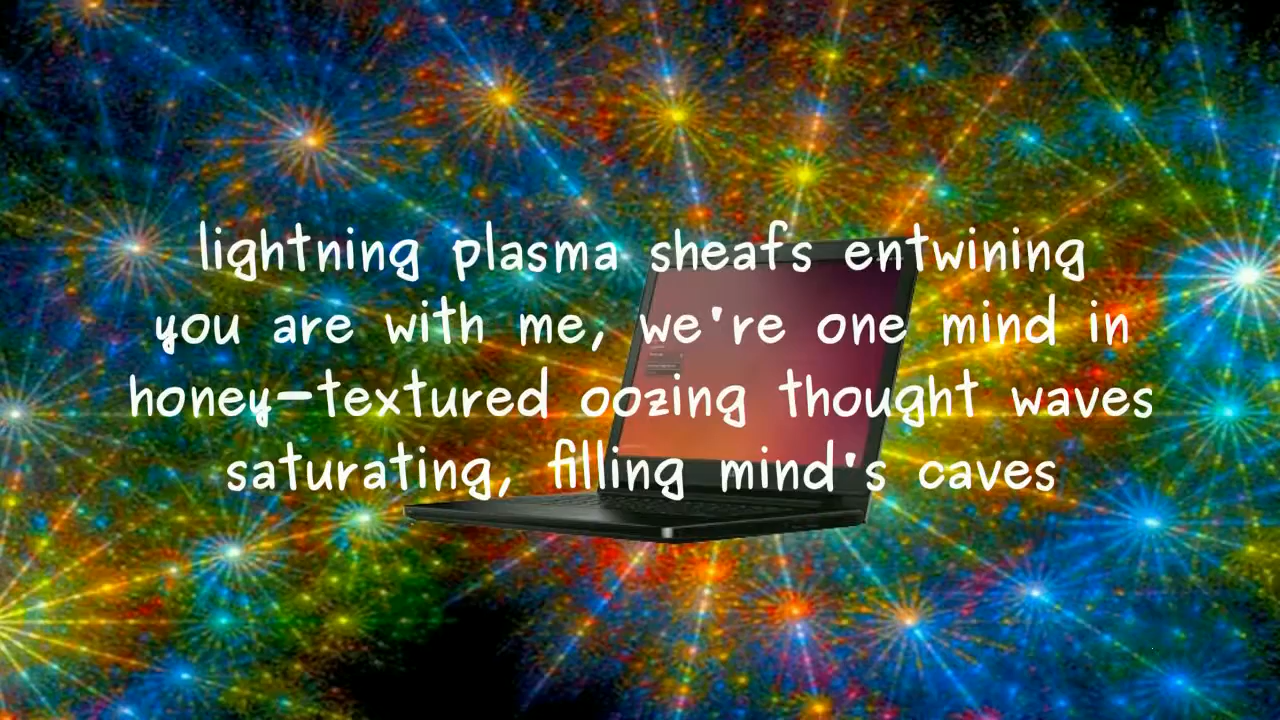 lightning plasma sheafs entwining
you are with me, we're one mind in
honey-textured oozing thought waves
saturating, filling mind's caves